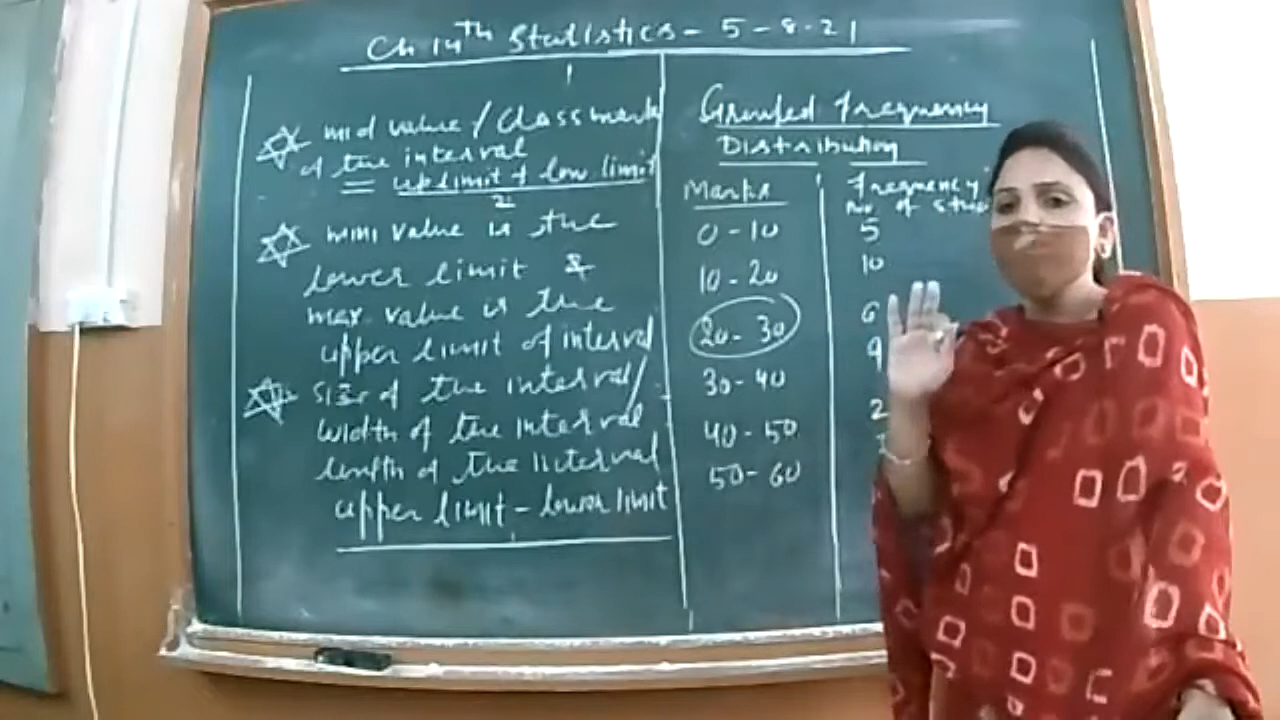 Ch 14th Statistics - 5-8-21
mid value / Class mark
of the interval
= up limit + low limit
2
mini value is the
lower limit &
max. value is the
upper limit of interval
Size of the interval/
width of the interval
length of the interval
upper limit - lower limit
Grouped frequency
Distribution
Marks
Frequency
No of
0-10 5
10-20 10
20-30 6
30-40 9
40-50 2
50-60